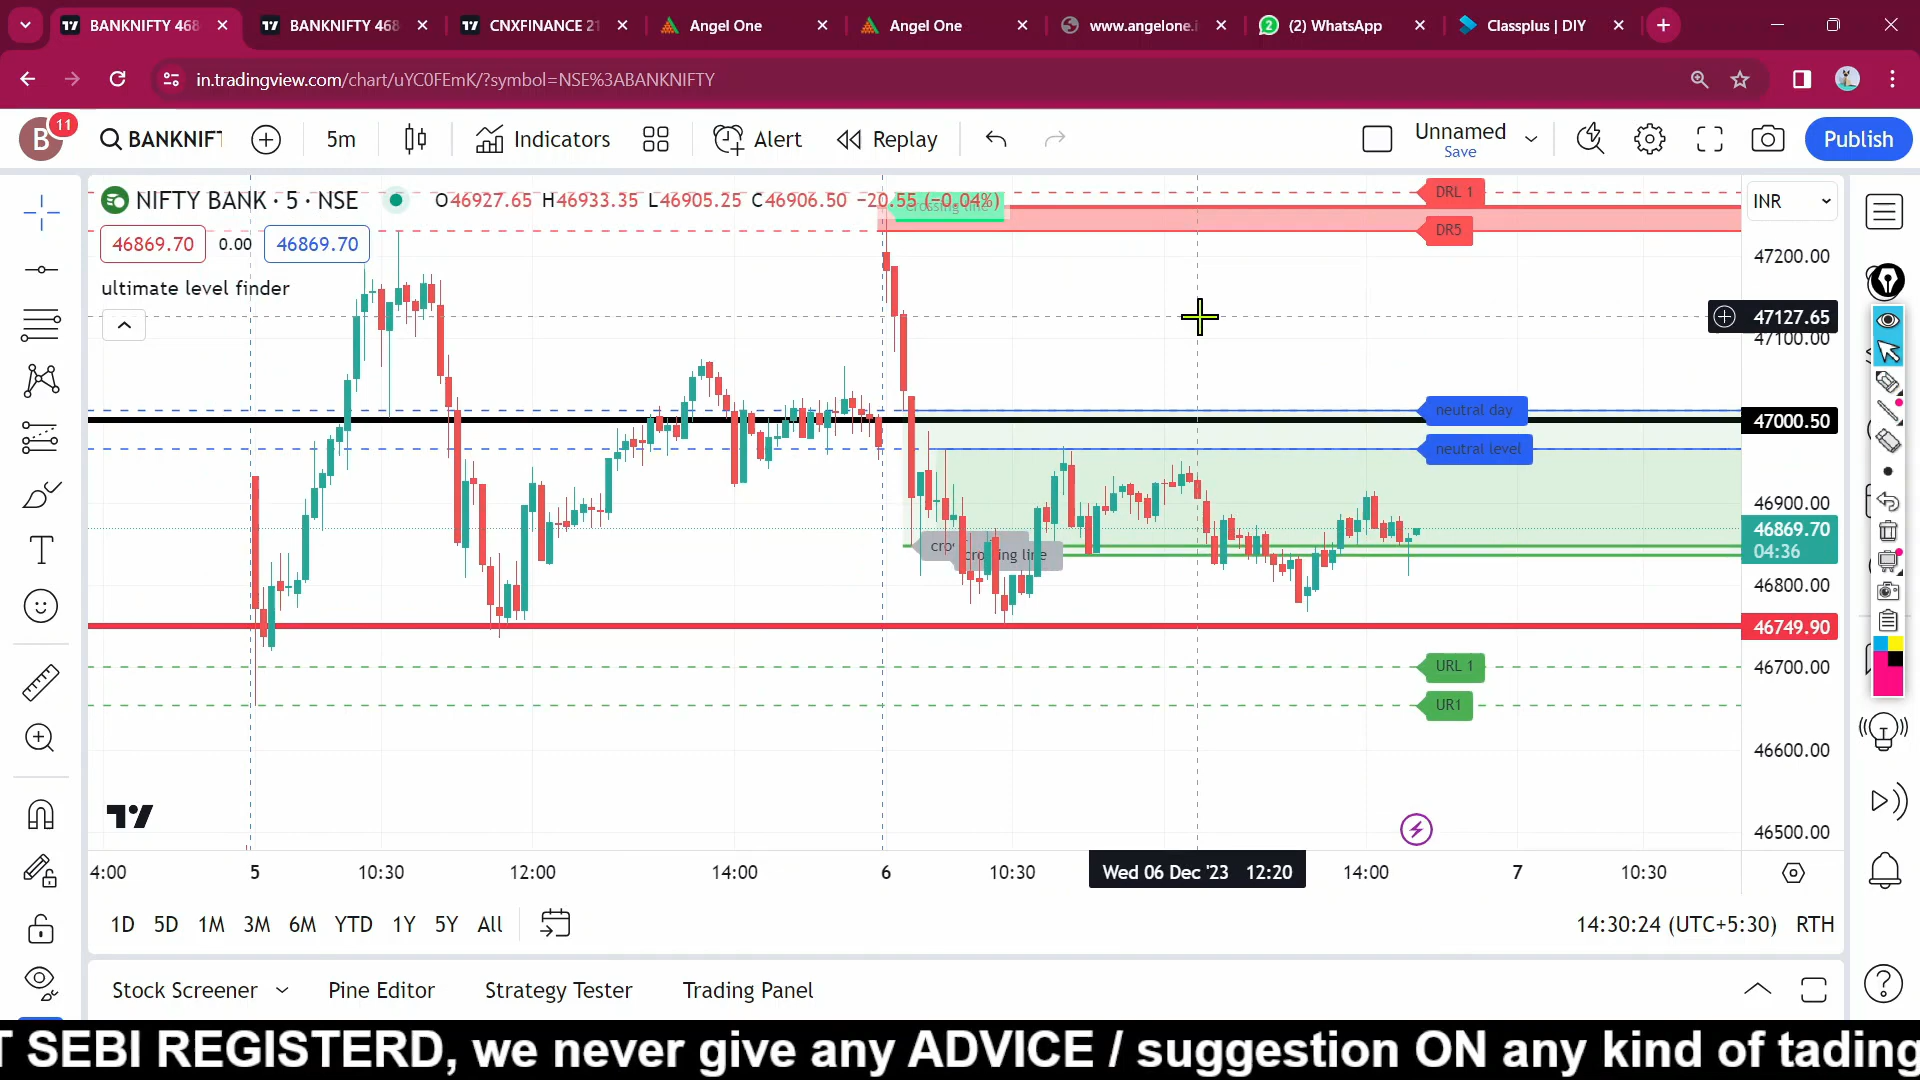 BANKNIFTY 468
BANKNIFTY 468
CNXFINANCE 21
Angel One
Angel One
www.angelone.i
(2) WhatsApp
Classplus | DIY
in.tradingview.com/chart/uYC0FEmK/?symbol=NSE%3ABANKNIFTY
B
11
BANKNIFT
5m
Indicators
Alert
Replay
Unnamed
Save
Publish
NIFTY BANK · 5 · NSE
O46927.65 H46933.35 L46905.25 C46906.50 −20.55 (−0.04%)
crossing line
DRL 1
INR
46869.70
0.00
46869.70
DR5
47200.00
ultimate level finder
47127.65
47100.00
neutral day
47000.50
neutral level
46900.00
46869.70
04:36
cro
crossing line
46800.00
46749.90
URL 1
46700.00
UR1
46600.00
46500.00
4:00
5
10:30
12:00
14:00
6
10:30
Wed 06 Dec '23 12:20
14:00
7
10:30
1D 5D 1M 3M 6M YTD 1Y 5Y All
14:30:24 (UTC+5:30) RTH
Stock Screener
Pine Editor
Strategy Tester
Trading Panel
T SEBI REGISTERD, we never give any ADVICE / suggestion ON any kind of tading